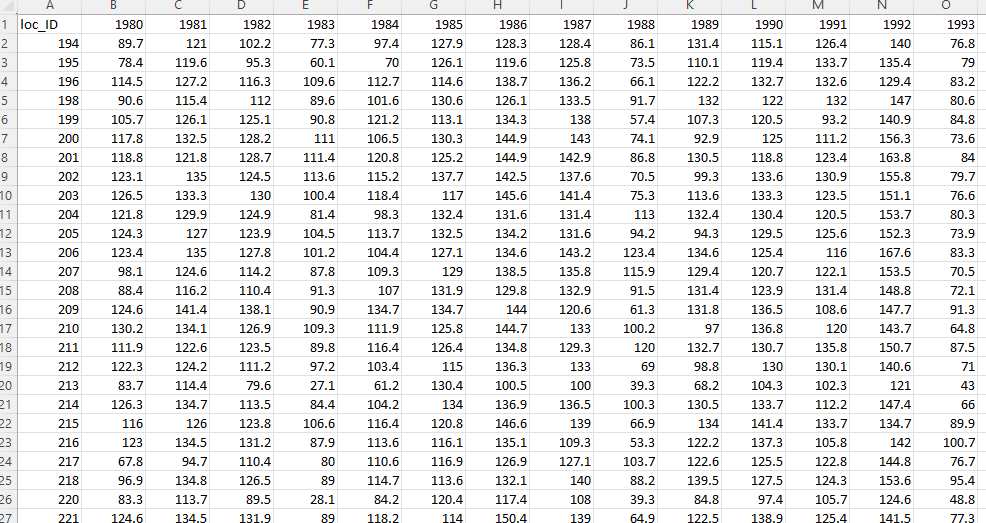 A B C D E F G H I J K L M N O
1 loc_ID 1980 1981 1982 1983 1984 1985 1986 1987 1988 1989 1990 1991 1992 1993
2 194 89.7 121 102.2 77.3 97.4 127.9 128.3 128.4 86.1 131.4 115.1 126.4 140 76.8
3 195 78.4 119.6 95.3 60.1 70 126.1 119.6 125.8 73.5 110.1 119.4 133.7 135.4 79
4 196 114.5 127.2 116.3 109.6 112.7 114.6 138.7 136.2 66.1 122.2 132.7 132.6 129.4 83.2
5 198 90.6 115.4 112 89.6 101.6 130.6 126.1 133.5 91.7 132 122 132 147 80.6
6 199 105.7 126.1 125.1 90.8 121.2 113.1 134.3 138 57.4 107.3 120.5 93.2 140.9 84.8
7 200 117.8 132.5 128.2 111 106.5 130.3 144.9 143 74.1 92.9 125 111.2 156.3 73.6
8 201 118.8 121.8 128.7 111.4 120.8 125.2 144.9 142.9 86.8 130.5 118.8 123.4 163.8 84
9 202 123.1 135 124.5 113.6 115.2 137.7 142.5 137.6 70.5 99.3 133.6 130.9 155.8 79.7
10 203 126.5 133.3 130 100.4 118.4 117 145.6 141.4 75.3 113.6 133.3 123.5 151.1 76.6
11 204 121.8 129.9 124.9 81.4 98.3 132.4 131.6 131.4 113 132.4 130.4 120.5 153.7 80.3
12 205 124.3 127 123.9 104.5 113.7 132.5 134.2 131.6 94.2 94.3 129.5 125.6 152.3 73.9
13 206 123.4 135 127.8 101.2 104.4 127.1 134.6 143.2 123.4 134.6 125.4 116 167.6 83.3
14 207 98.1 124.6 114.2 87.8 109.3 129 138.5 135.8 115.9 129.4 120.7 122.1 153.5 70.5
15 208 88.4 116.2 110.4 91.3 107 131.9 129.8 132.9 91.5 131.4 123.9 131.4 148.8 72.1
16 209 124.6 141.4 138.1 90.9 134.7 134.7 144 120.6 61.3 131.8 136.5 108.6 147.7 91.3
17 210 130.2 134.1 126.9 109.3 111.9 125.8 144.7 133 100.2 97 136.8 120 143.7 64.8
18 211 111.9 122.6 123.5 89.8 116.4 126.4 134.8 129.3 120 132.7 130.7 135.8 150.7 87.5
19 212 122.3 124.2 111.2 97.2 103.4 115 136.3 133 69 98.8 130 130.1 140.6 71
20 213 83.7 114.4 79.6 27.1 61.2 130.4 100.5 100 39.3 68.2 104.3 102.3 121 43
21 214 126.3 134.7 113.5 84.4 104.2 134 136.9 136.5 100.3 130.5 133.7 112.2 147.4 66
22 215 116 126 123.8 106.6 116.4 120.8 146.6 139 66.9 134 141.4 133.7 134.7 89.9
23 216 123 134.5 131.2 87.9 113.6 116.1 135.1 109.3 53.3 122.2 137.3 105.8 142 100.7
24 217 67.8 94.7 110.4 80 110.6 116.9 126.9 127.1 103.7 122.6 125.5 122.8 144.8 76.7
25 218 96.9 134.8 126.5 89 114.7 113.6 132.1 140 88.2 139.5 127.5 124.3 153.6 95.4
26 220 83.3 113.7 89.5 28.1 84.2 120.4 117.4 108 39.3 84.8 97.4 105.7 124.6 48.8
27 221 124.6 134.5 131.9 89 118.2 114 150.4 139 64.9 122.5 138.9 125.4 141.5 77.3